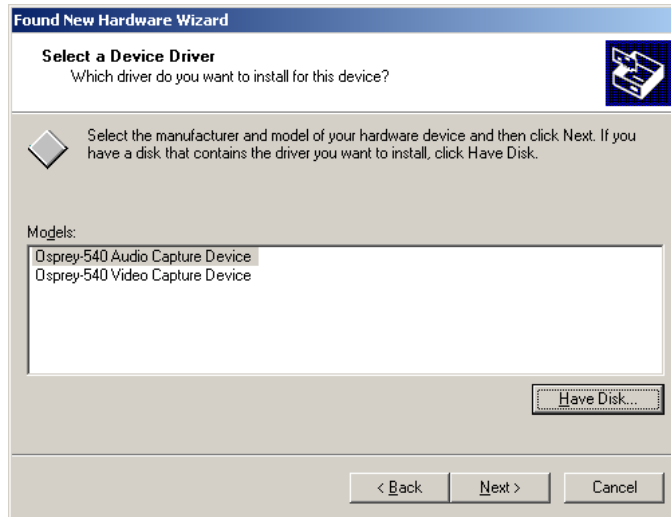 Found New Hardware Wizard
Select a Device Driver
Which driver do you want to install for this device?
Select the manufacturer and model of your hardware device and then click Next. If you
have a disk that contains the driver you want to install, click Have Disk.
Models:
Osprey-540 Audio Capture Device
Osprey-540 Video Capture Device
Have Disk...
< Back
Next >
Cancel